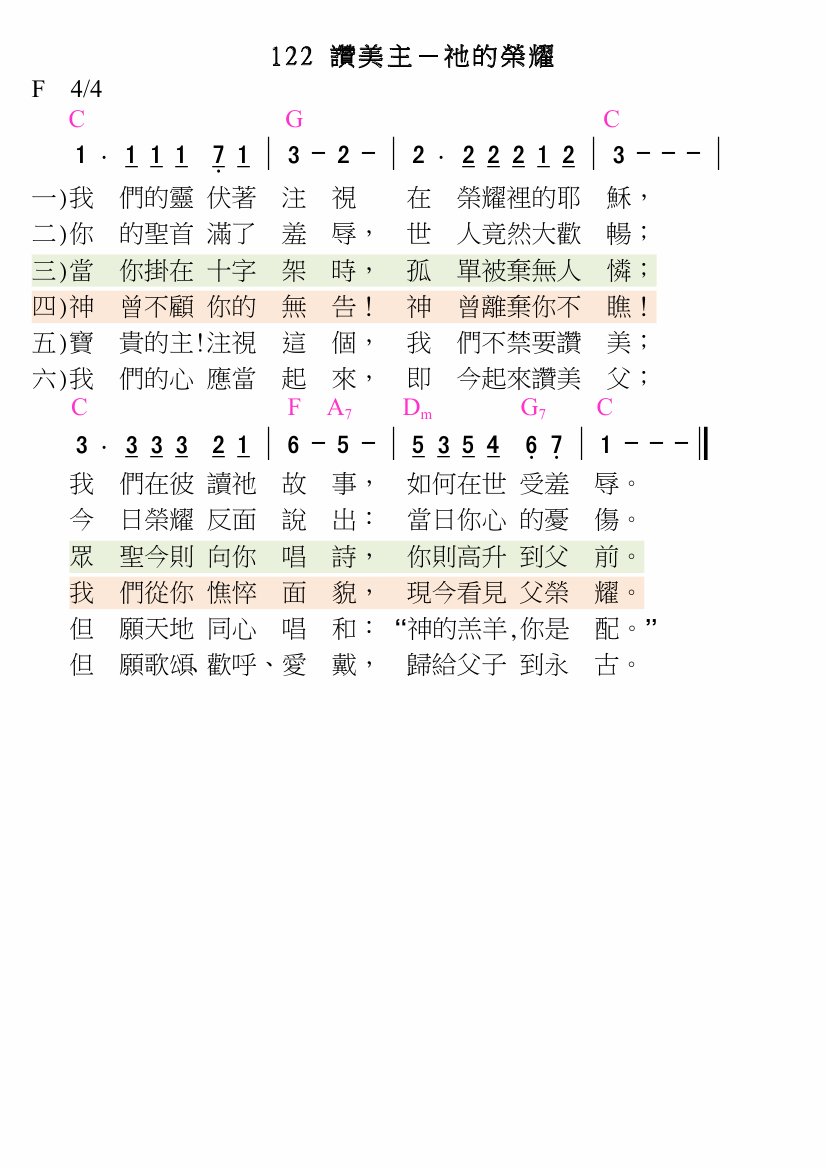 122 讚美主－祂的榮耀
F 4/4
C G C
1 · 1 1 1 7 1 | 3 － 2 － | 2 · 2 2 2 1 2 | 3 － － － |
一)我 們的靈 伏著 注 視 在 榮耀裡的耶 穌，
二)你 的聖首 滿了 羞 辱， 世 人竟然大歡 暢；
三)當 你掛在 十字 架 時， 孤 單被棄無人 憐；
四)神 曾不顧 你的 無 告! 神 曾離棄你不 瞧!
五)寶 貴的主!注視 這 個， 我 們不禁要讚 美；
六)我 們的心 應當 起 來， 即 今起來讚美 父；
C F A7 Dm G7 C
3 · 3 3 3 2 1 | 6 － 5 － | 5 3 5 4 6 7 | 1 － － － ‖
我 們在彼 讀祂 故 事， 如何在世 受羞 辱。
今 日榮耀 反面 說 出： 當日你心 的憂 傷。
眾 聖今則 向你 唱 詩， 你則高升 到父 前。
我 們從你 憔悴 面 貌， 現今看見 父榮 耀。
但 願天地 同心 唱 和： “神的羔羊,你是 配。”
但 願歌頌、歡呼、愛 戴， 歸給父子 到永 古。